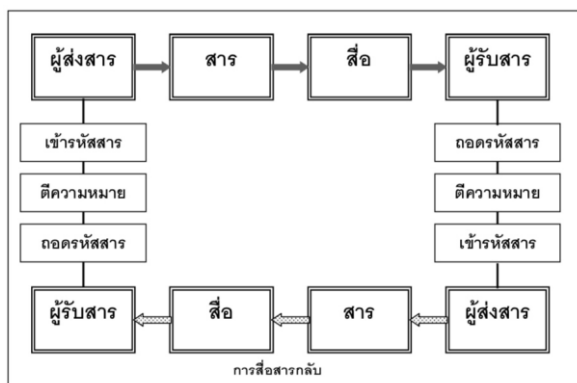 ผู้ส่งสาร สาร สื่อ ผู้รับสาร
เข้ารหัสสาร ถอดรหัสสาร
ตีความหมาย ตีความหมาย
ถอดรหัสสาร เข้ารหัสสาร
ผู้รับสาร สื่อ สาร ผู้ส่งสาร
การสื่อสารกลับ